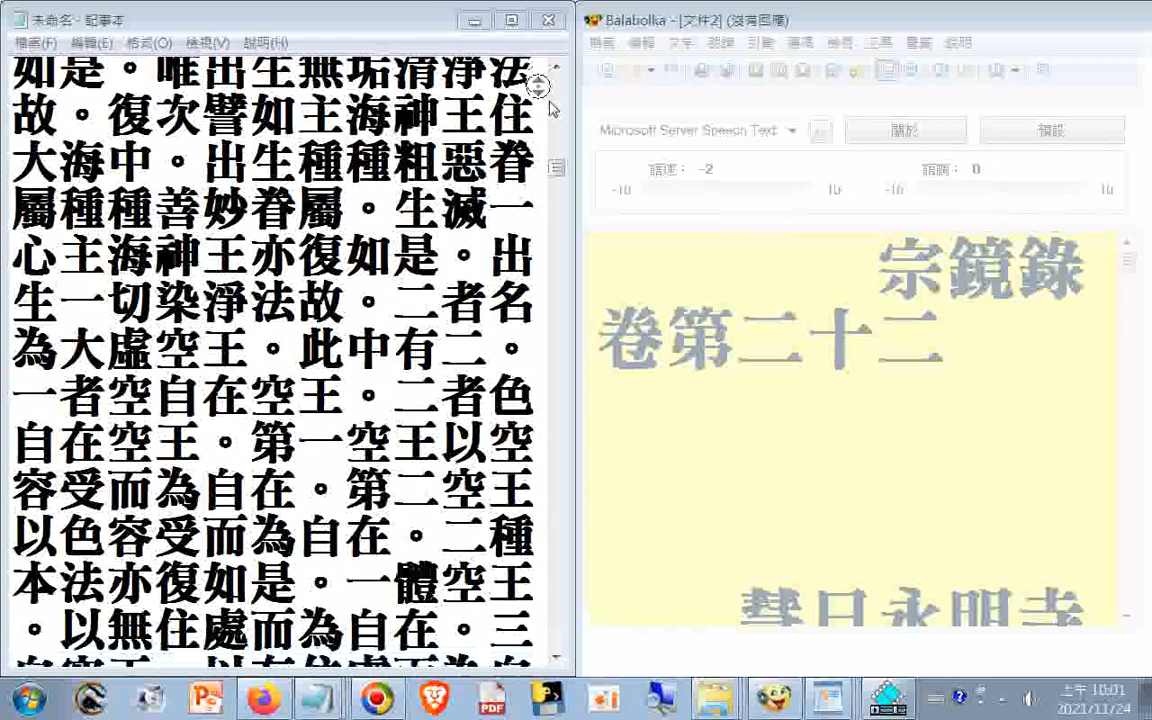 未命名 - 記事本
檔案(F) 編輯(E) 格式(O) 檢視(V) 說明(H)
如是。唯出生無垢清淨法
故。復次譬如主海神王住
大海中。出生種種粗惡眷
屬種種善妙眷屬。生滅一
心主海神王亦復如是。出
生一切染淨法故。二者名
為大虛空王。此中有二。
一者空自在空王。二者色
自在空王。第一空王以空
容受而為自在。第二空王
以色容受而為自在。二種
本法亦復如是。一體空王
。以無住處而為自在。三
Balabolka - [文件2] (沒有回應)
Microsoft Server Speech Text
關於
預設
語速： -2
語調： 0
-10
10
-10
10
宗鏡錄
卷第二十二
慧日永明寺
PDF
上午 10:01
2021/11/24